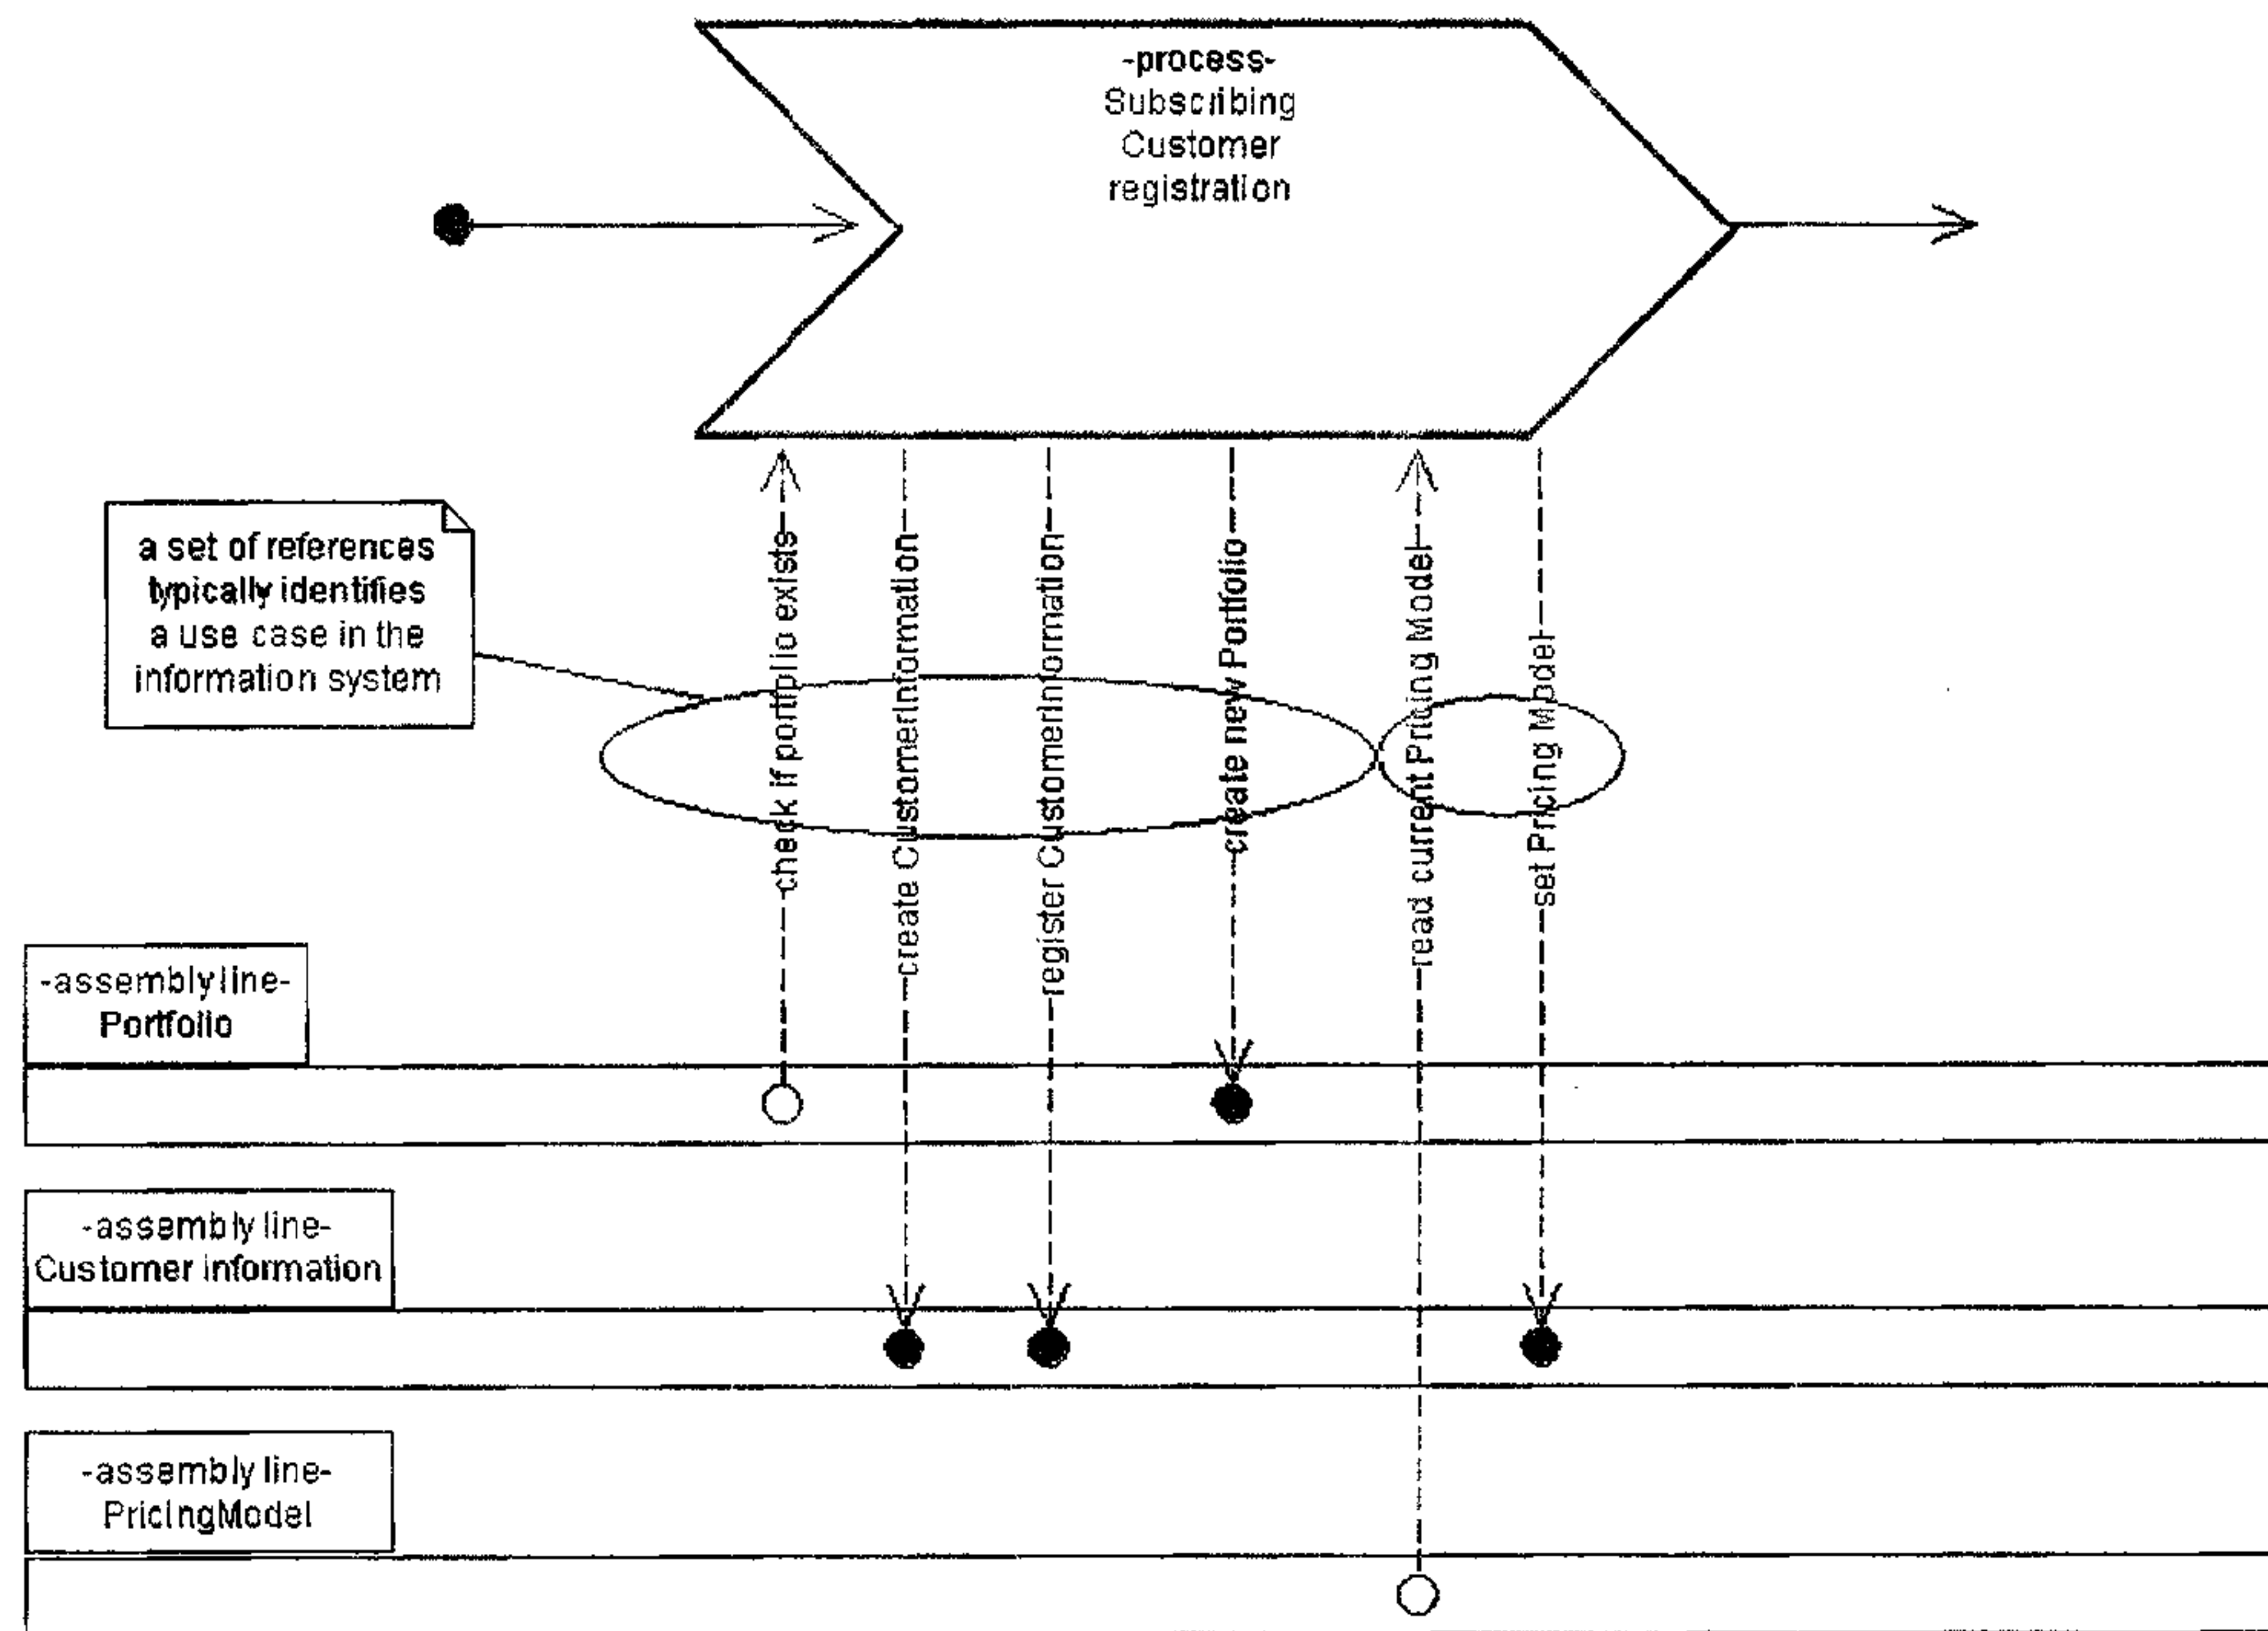 -process-
Subscribing
Customer
registration
a set of references
typically identifies
a use case in the
information system
check if portfolio exists
create CustomerInformation
register CustomerInformation
create new Portfolio
read current Pricing Model
set Pricing Model
-assembly line-
Portfolio
-assembly line-
Customer information
-assembly line-
PricingModel